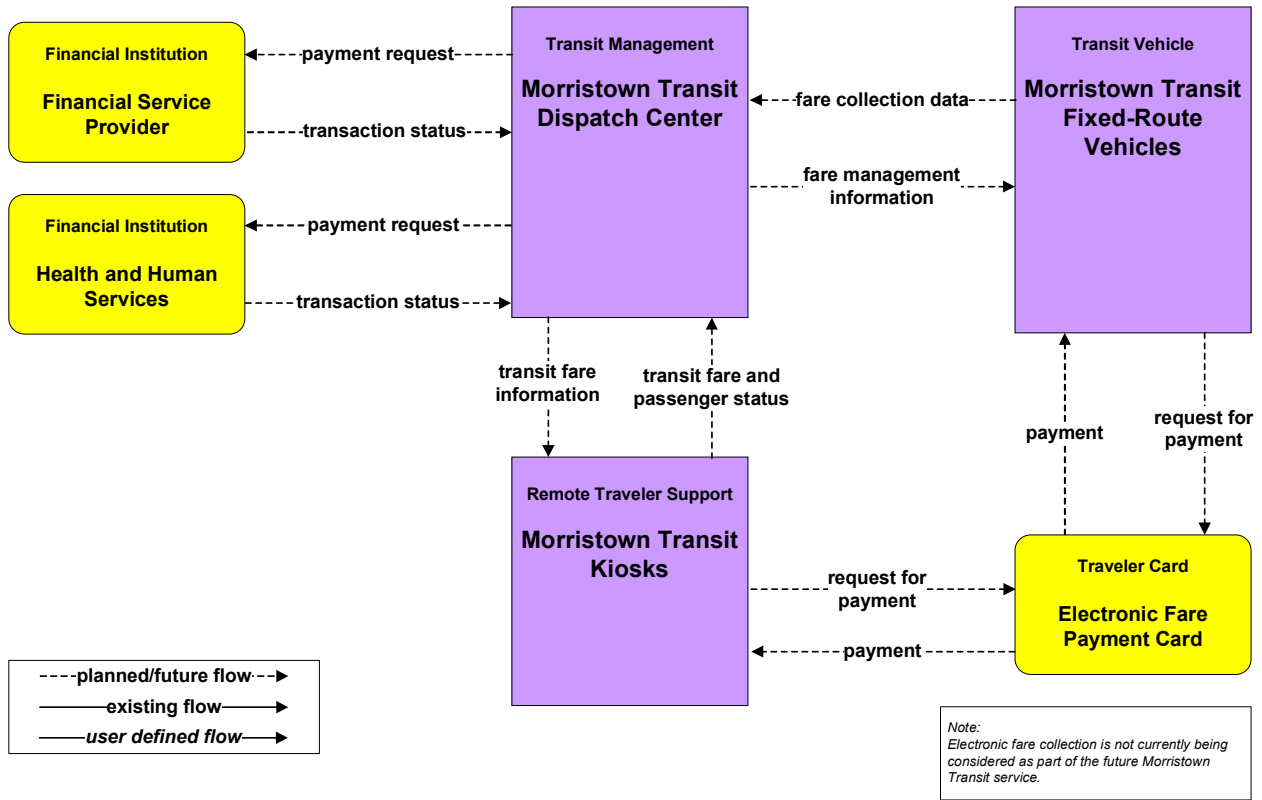 Financial Institution
Financial Service
Provider
payment request
transaction status
Transit Management
Morristown Transit
Dispatch Center
fare collection data
fare management
information
Transit Vehicle
Morristown Transit
Fixed-Route
Vehicles
Financial Institution
Health and Human
Services
payment request
transaction status
transit fare
information
transit fare and
passenger status
payment
request for
payment
Remote Traveler Support
Morristown Transit
Kiosks
request for
payment
payment
Traveler Card
Electronic Fare
Payment Card
planned/future flow
existing flow
user defined flow
Note:
Electronic fare collection is not currently being
considered as part of the future Morristown
Transit service.